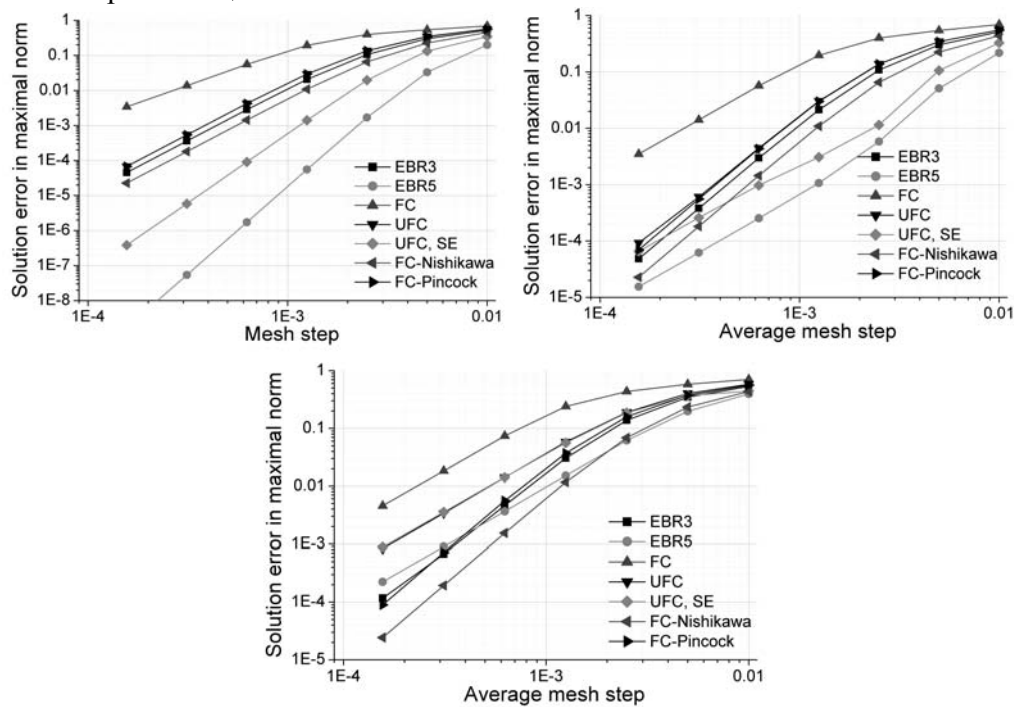 1
0.1
0.01
1E-3
1E-4
1E-5
1E-6
1E-7
1E-8
Solution error in maximal norm
EBR3
EBR5
FC
UFC
UFC, SE
FC-Nishikawa
FC-Pincock
1E-4
1E-3
0.01
Mesh step
1
0.1
0.01
1E-3
1E-4
1E-5
Solution error in maximal norm
EBR3
EBR5
FC
UFC
UFC, SE
FC-Nishikawa
FC-Pincock
1E-4
1E-3
0.01
Average mesh step
1
0.1
0.01
1E-3
1E-4
1E-5
Solution error in maximal norm
EBR3
EBR5
FC
UFC
UFC, SE
FC-Nishikawa
FC-Pincock
1E-4
1E-3
0.01
Average mesh step